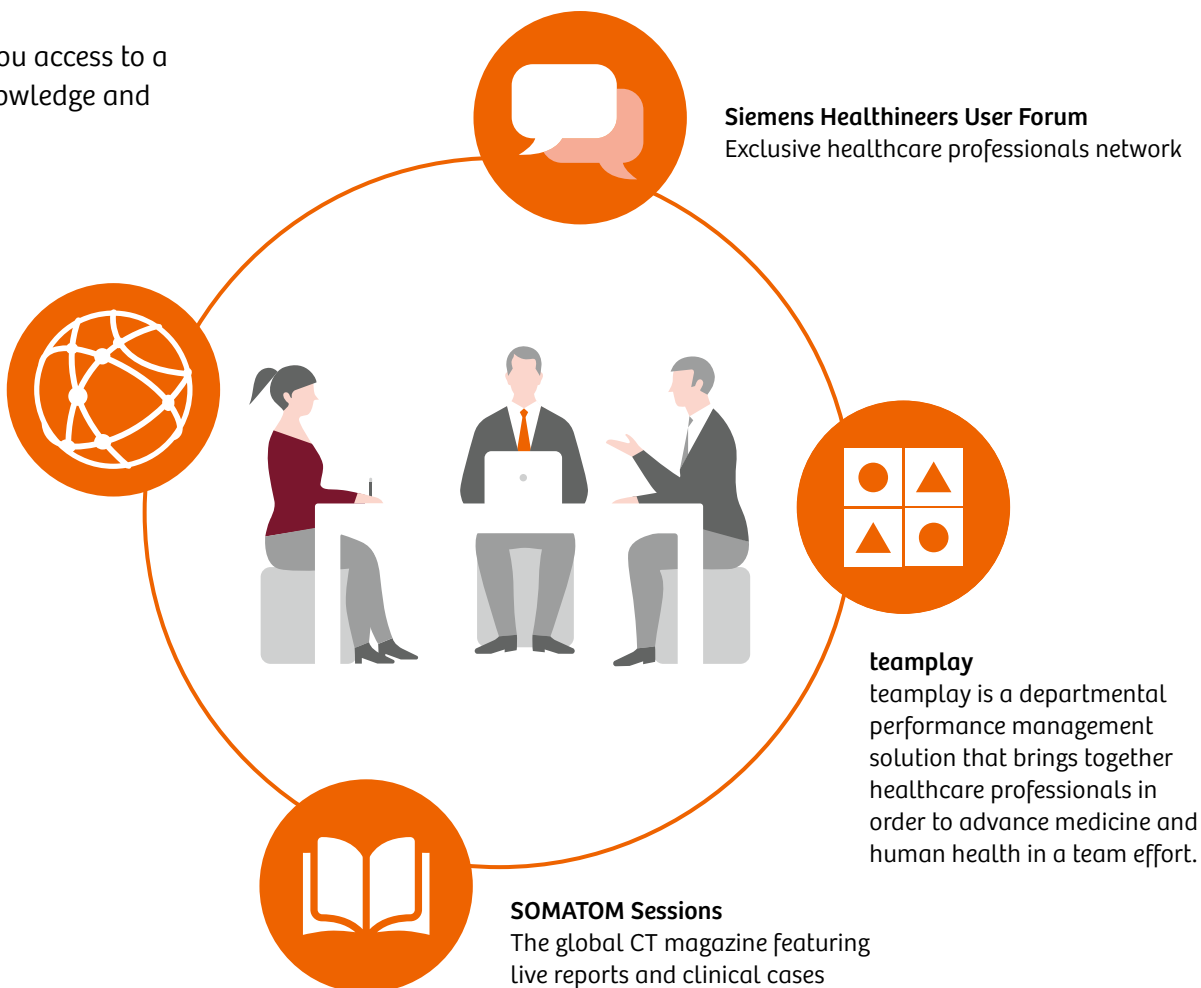 ou access to a
owledge and
Siemens Healthineers User Forum
Exclusive healthcare professionals network
teamplay
teamplay is a departmental
performance management
solution that brings together
healthcare professionals in
order to advance medicine and
human health in a team effort.
SOMATOM Sessions
The global CT magazine featuring
live reports and clinical cases